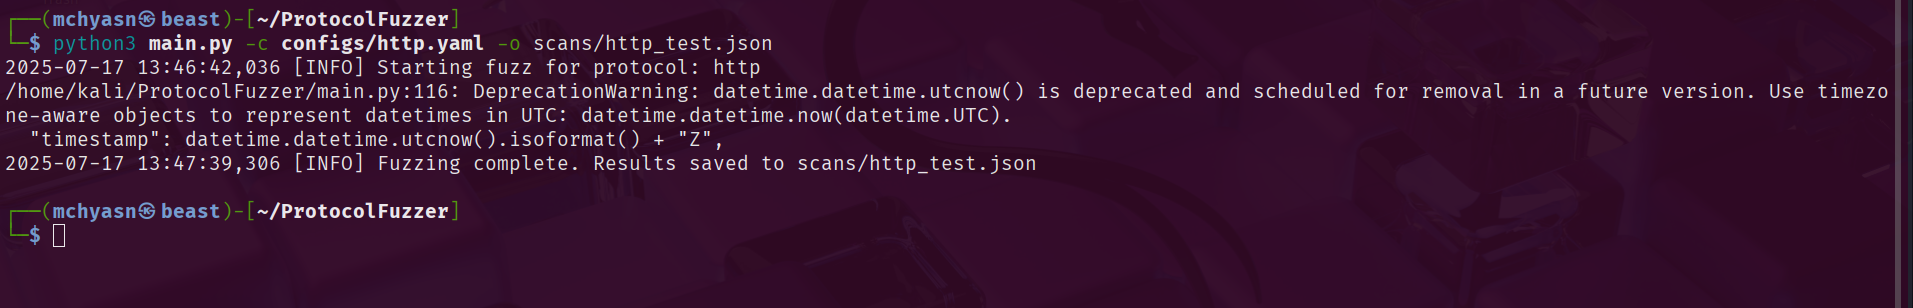 ┌──(mchyasn㉿beast)-[~/ProtocolFuzzer]
└─$ python3 main.py -c configs/http.yaml -o scans/http_test.json
2025-07-17 13:46:42,036 [INFO] Starting fuzz for protocol: http
/home/kali/ProtocolFuzzer/main.py:116: DeprecationWarning: datetime.datetime.utcnow() is deprecated and scheduled for removal in a future version. Use timezo
ne-aware objects to represent datetimes in UTC: datetime.datetime.now(datetime.UTC).
  "timestamp": datetime.datetime.utcnow().isoformat() + "Z",
2025-07-17 13:47:39,306 [INFO] Fuzzing complete. Results saved to scans/http_test.json
┌──(mchyasn㉿beast)-[~/ProtocolFuzzer]
└─$